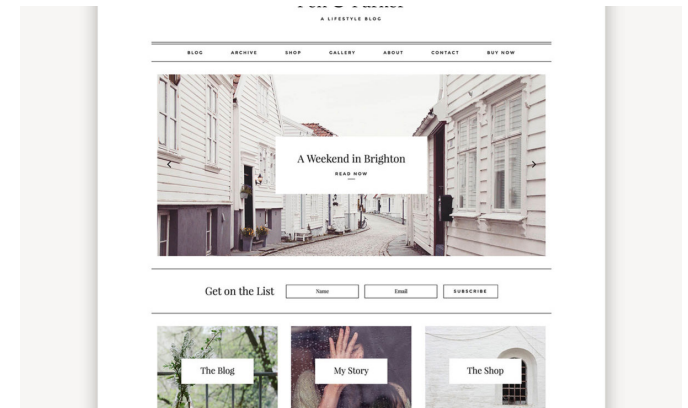 A LIFESTYLE BLOG
BLOG ARCHIVE SHOP GALLERY ABOUT CONTACT BUY NOW
A Weekend in Brighton
READ NOW
Get on the List Name Email SUBSCRIBE
The Blog My Story The Shop